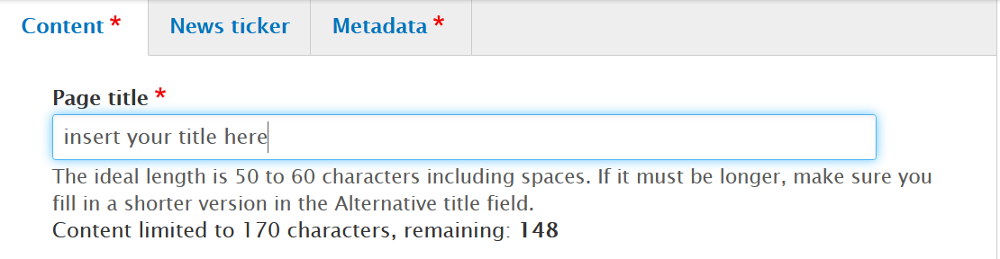 Content * News ticker Metadata *
Page title *
insert your title here
The ideal length is 50 to 60 characters including spaces. If it must be longer, make sure you
fill in a shorter version in the Alternative title field.
Content limited to 170 characters, remaining: 148